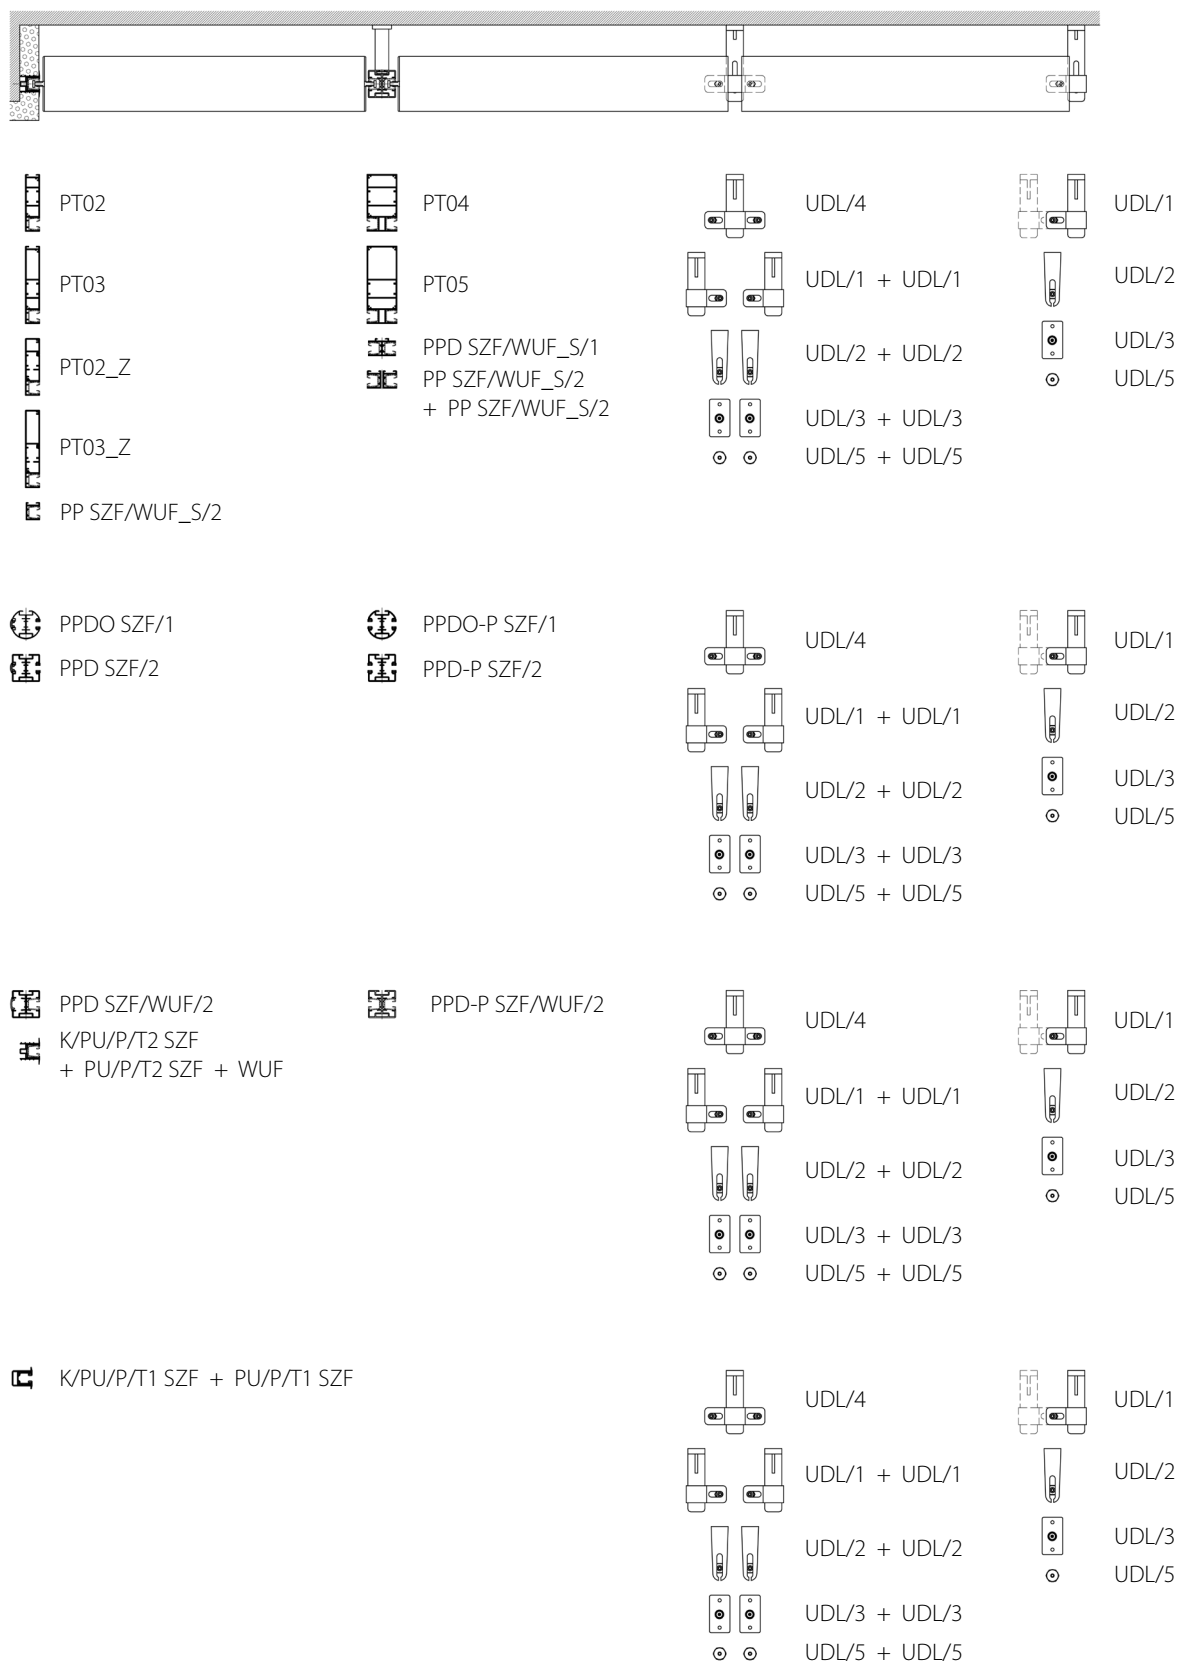 PT02
PT03
PT02_Z
PT03_Z
PP SZF/WUF_S/2
PT04
PT05
PPD SZF/WUF_S/1
PP SZF/WUF_S/2
+ PP SZF/WUF_S/2
UDL/4
UDL/1 + UDL/1
UDL/2 + UDL/2
UDL/3 + UDL/3
UDL/5 + UDL/5
UDL/1
UDL/2
UDL/3
UDL/5
PPDO SZF/1
PPD SZF/2
PPDO-P SZF/1
PPD-P SZF/2
UDL/4
UDL/1 + UDL/1
UDL/2 + UDL/2
UDL/3 + UDL/3
UDL/5 + UDL/5
UDL/1
UDL/2
UDL/3
UDL/5
PPD SZF/WUF/2
K/PU/P/T2 SZF
+ PU/P/T2 SZF + WUF
PPD-P SZF/WUF/2
UDL/4
UDL/1 + UDL/1
UDL/2 + UDL/2
UDL/3 + UDL/3
UDL/5 + UDL/5
UDL/1
UDL/2
UDL/3
UDL/5
K/PU/P/T1 SZF + PU/P/T1 SZF
UDL/4
UDL/1 + UDL/1
UDL/2 + UDL/2
UDL/3 + UDL/3
UDL/5 + UDL/5
UDL/1
UDL/2
UDL/3
UDL/5